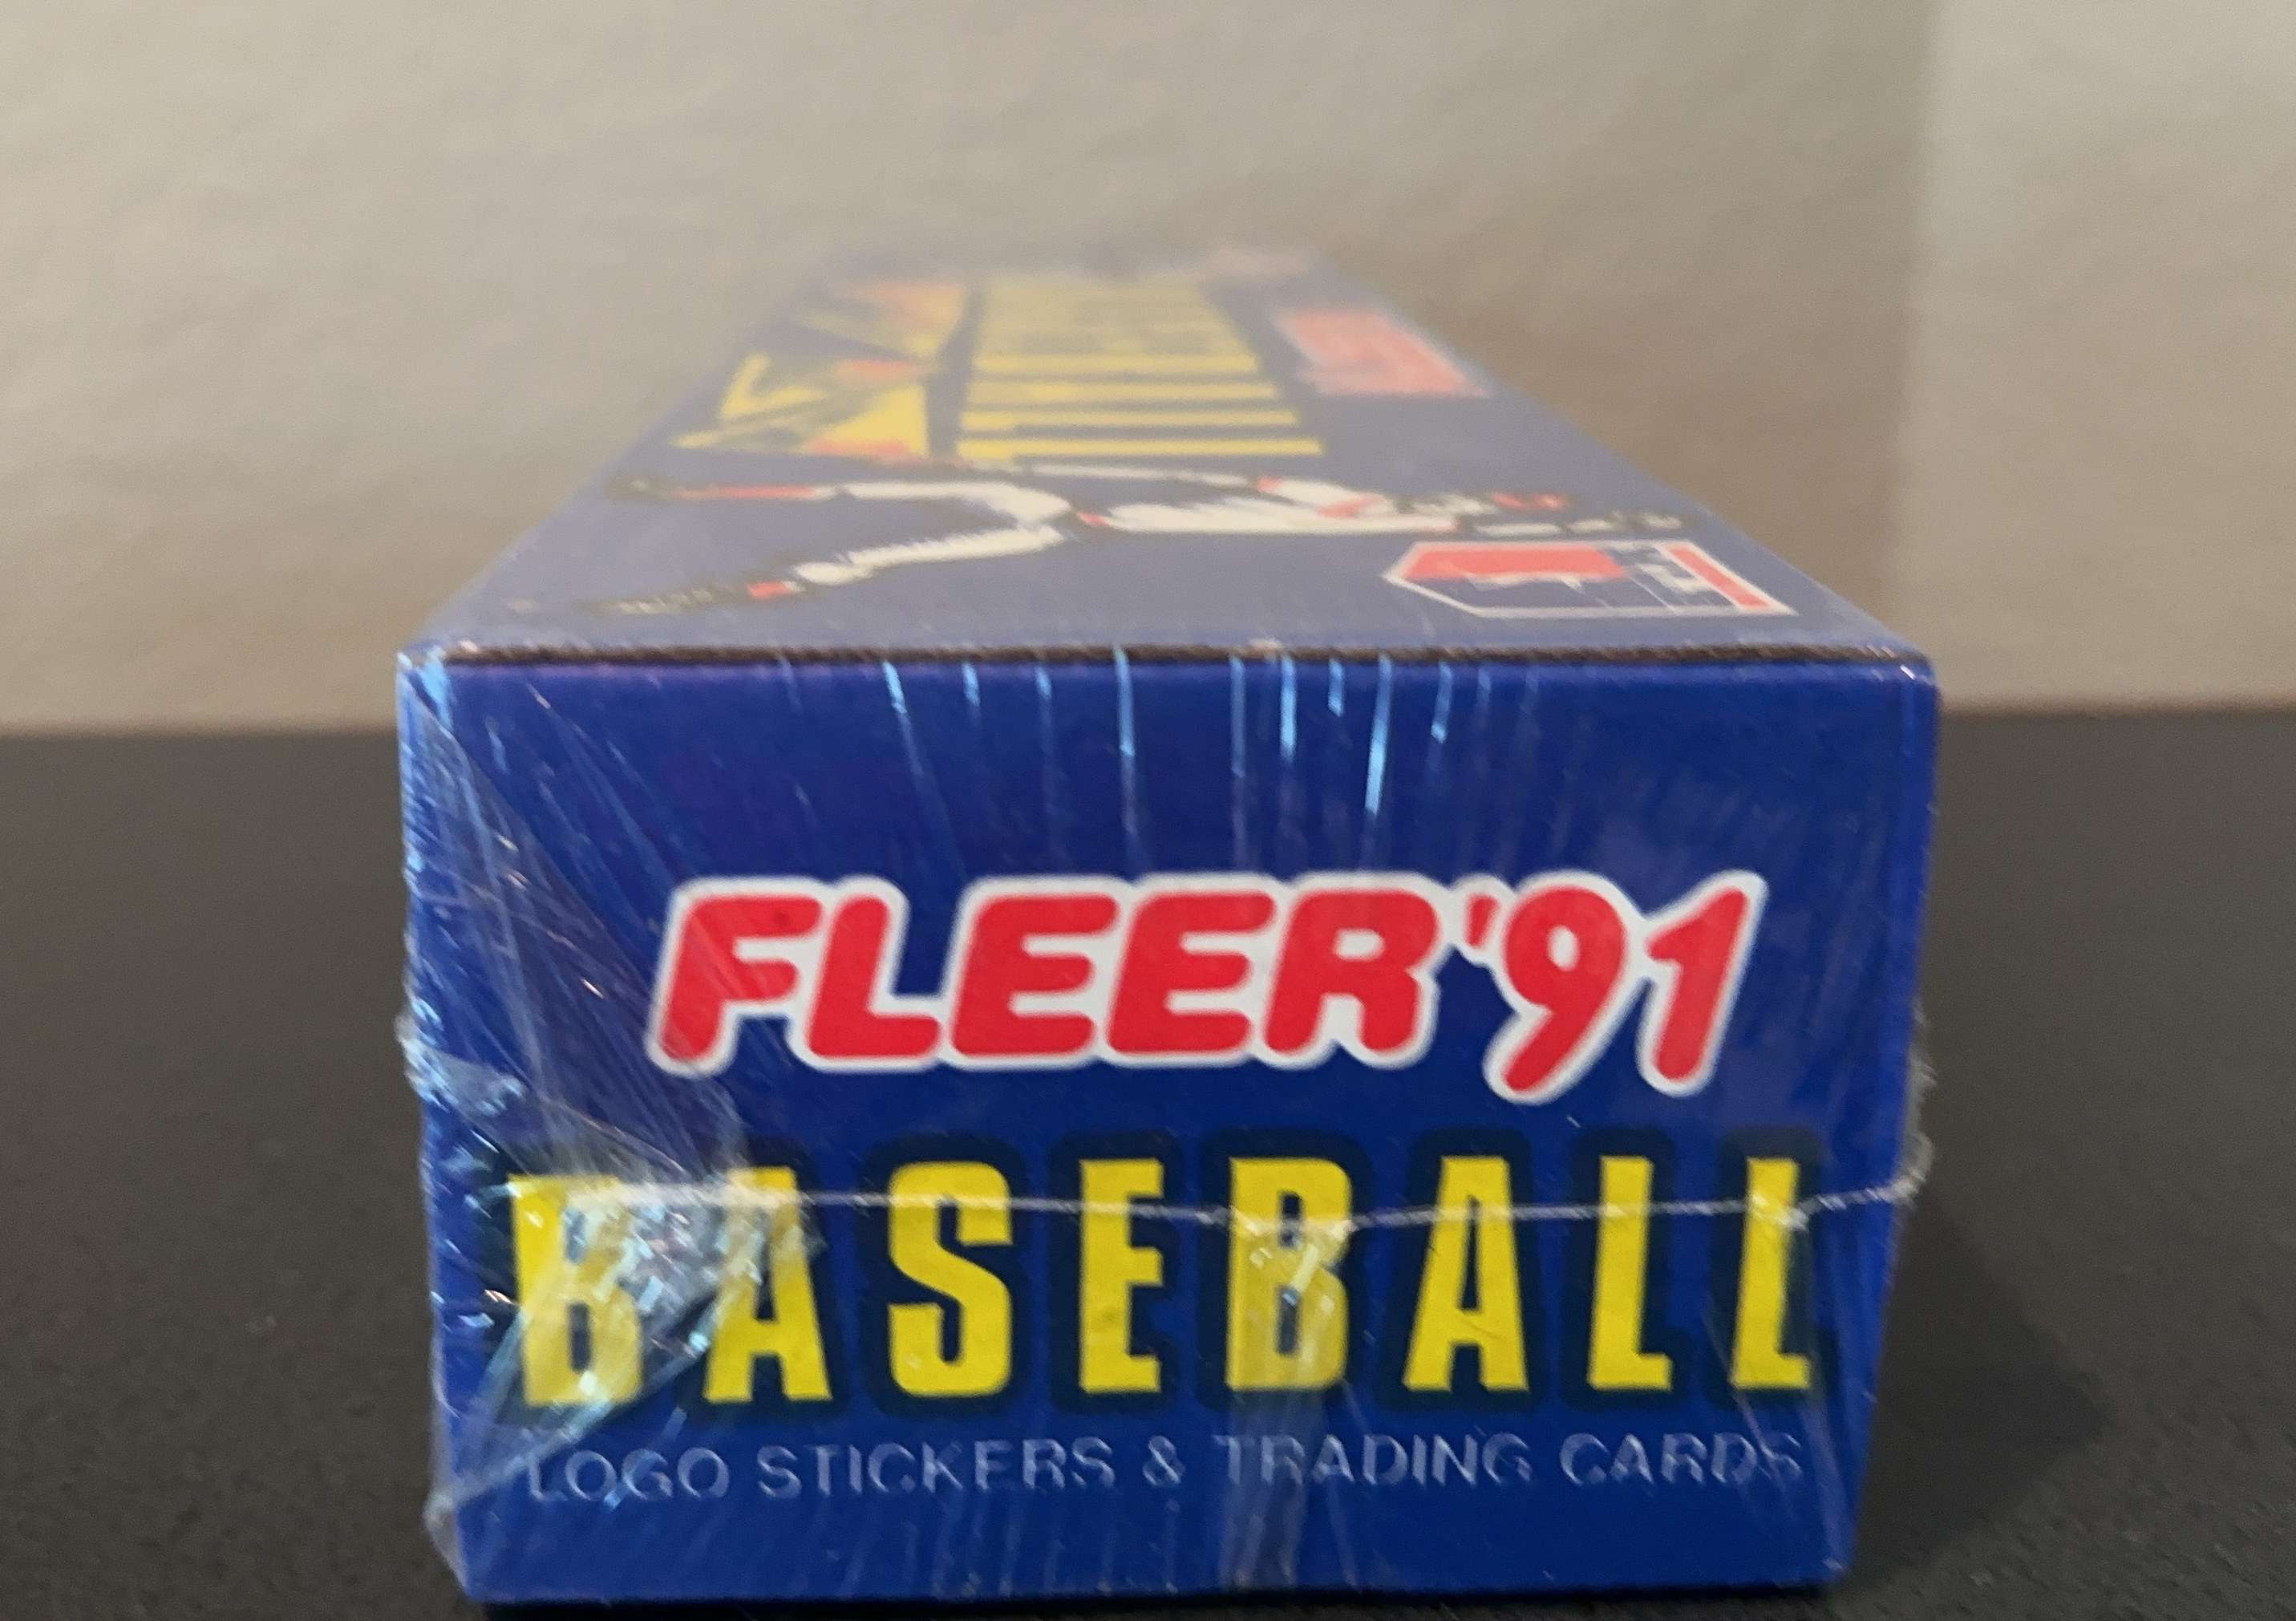 FLEER'91
BASEBALL
LOGO STICKERS & TRADING CARDS